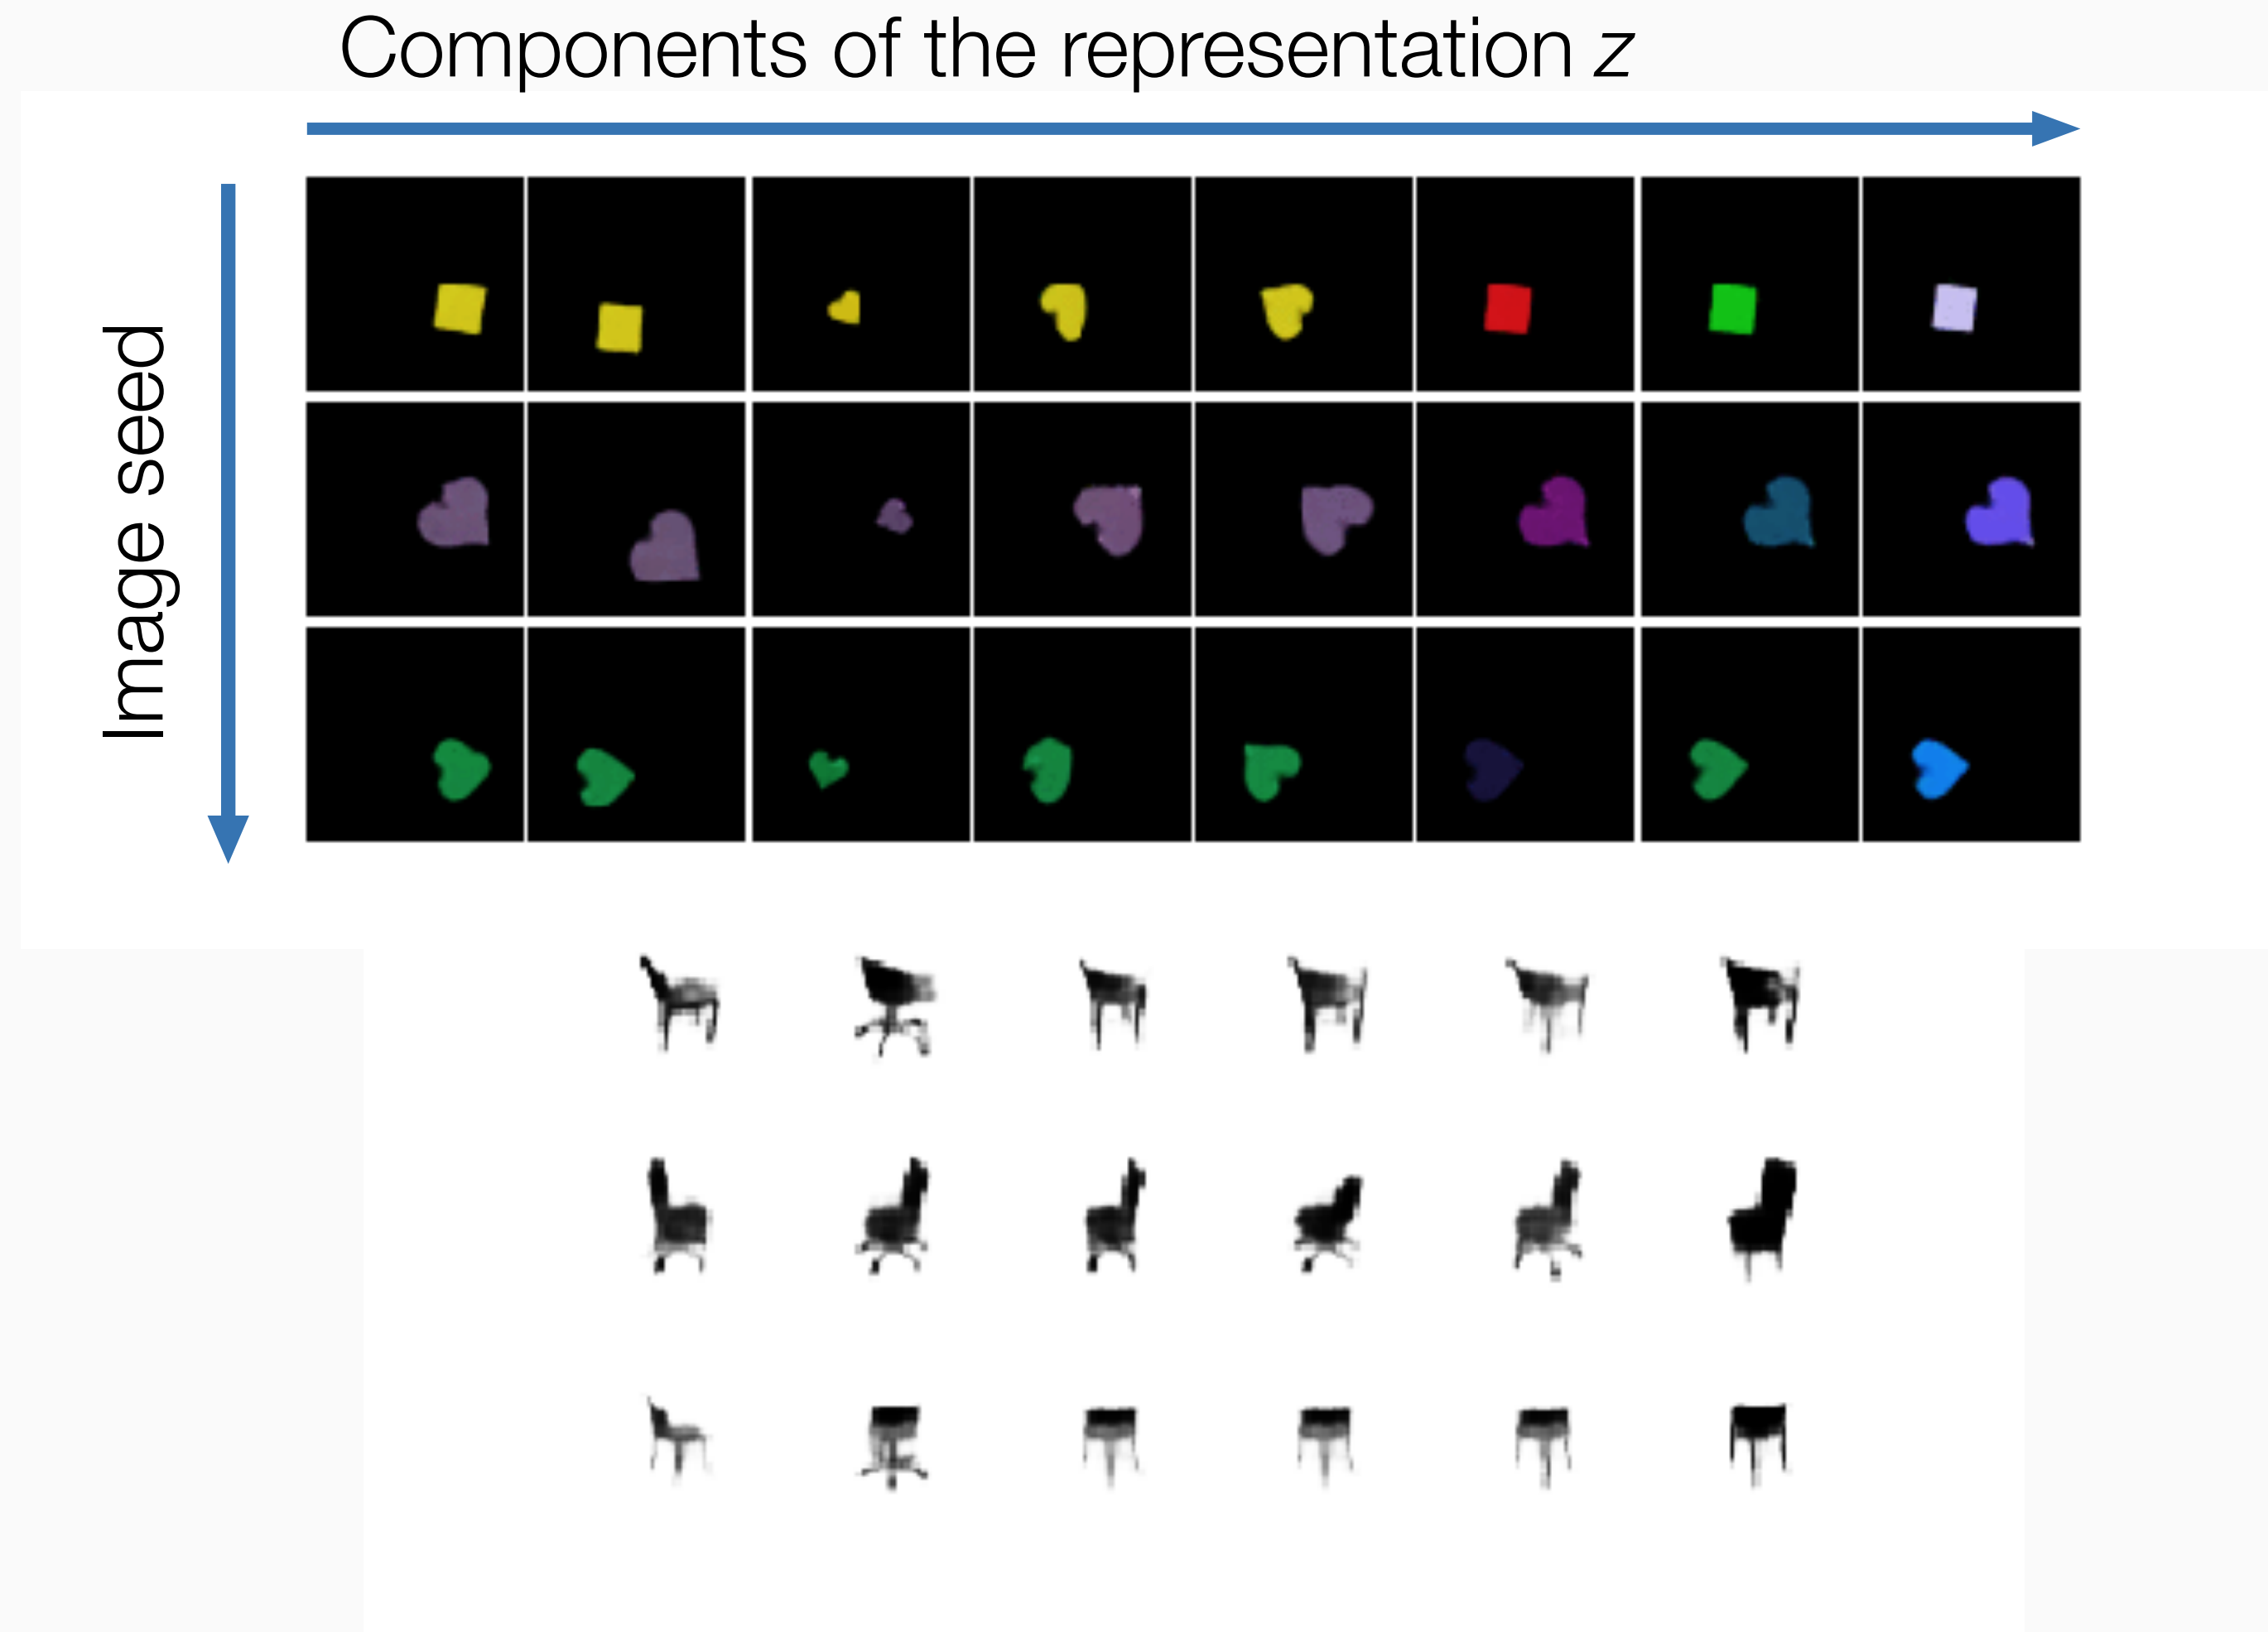 Components of the representation z
Image seed